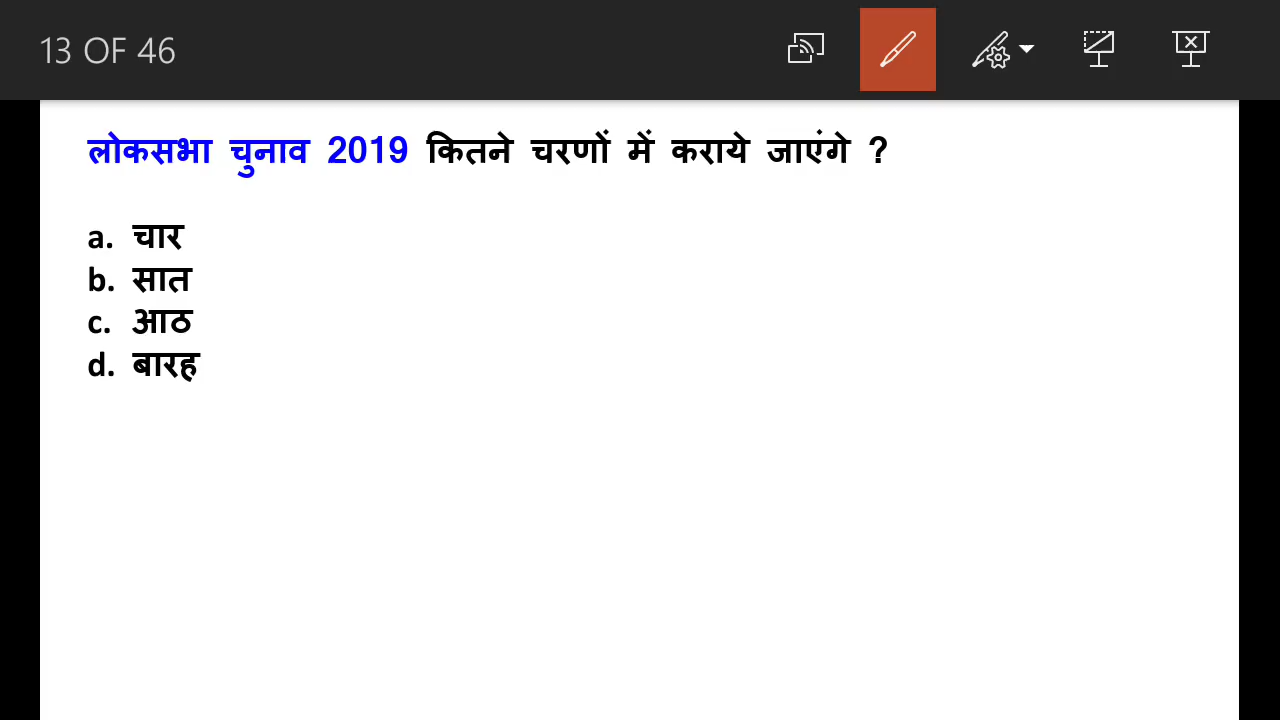 13 OF 46
लोकसभा चुनाव 2019 कितने चरणों में कराये जाएंगे ?
a. चार
b. सात
c. आठ
d. बारह